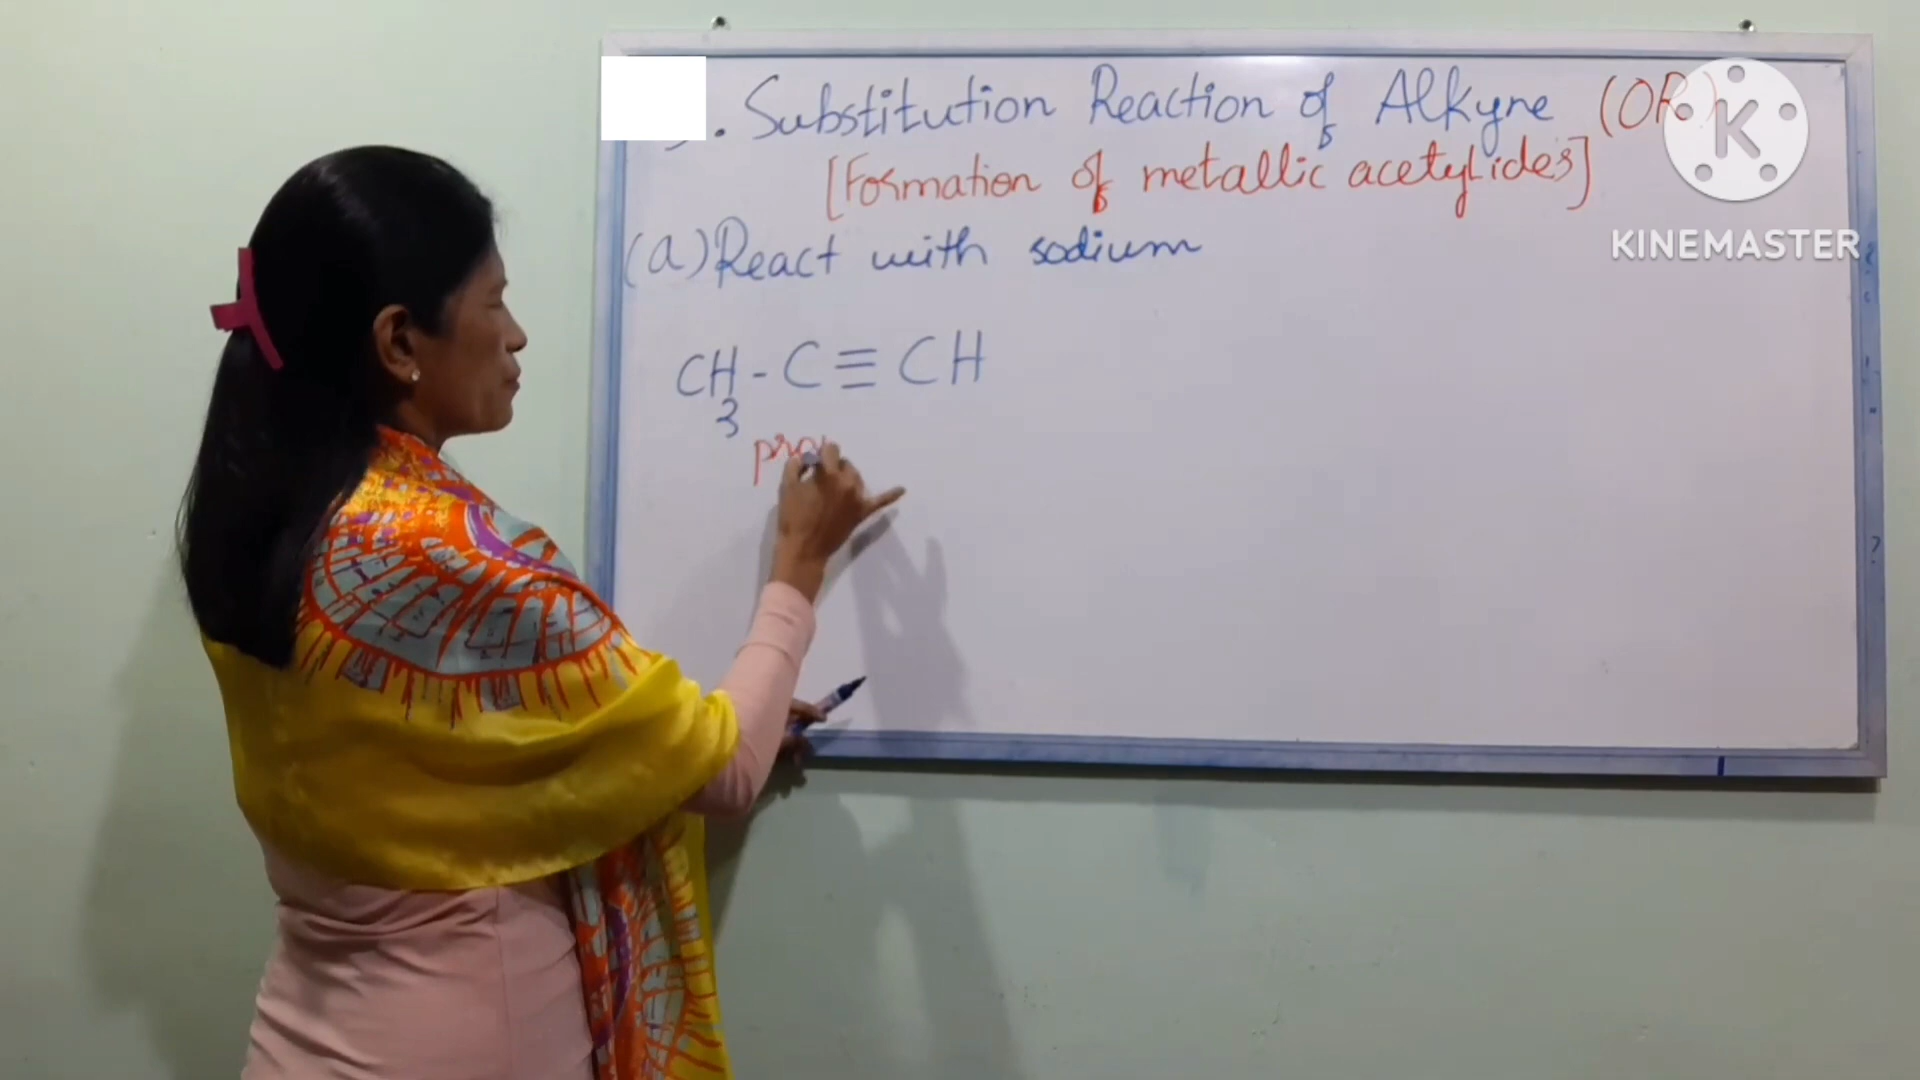 . Substitution Reaction of Alkyne (OR)
[Formation of metallic acetylides]
(a) React with sodium
CH₃ - C ≡ CH
K
KINEMASTER